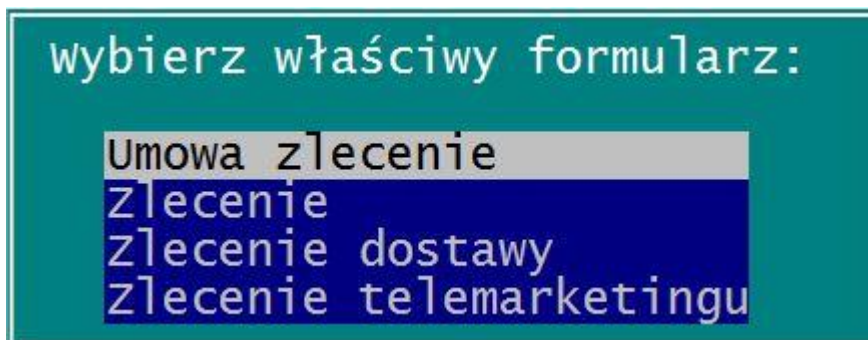 Wybierz właściwy formularz:
Umowa zlecenie
Zlecenie
Zlecenie dostawy
Zlecenie telemarketingu